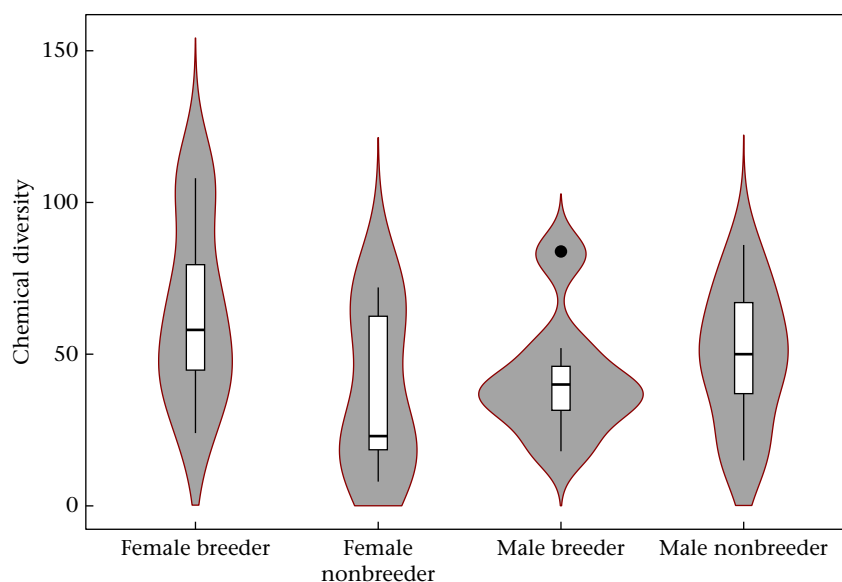 150
100
50
0
Chemical diversity
Female breeder
Female
nonbreeder
Male breeder
Male nonbreeder